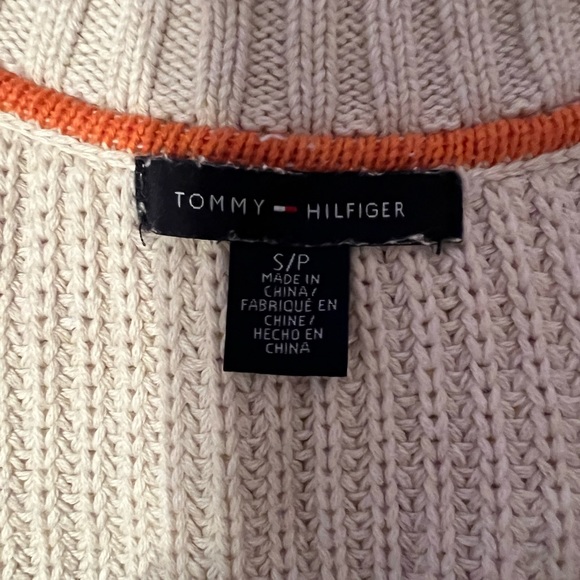 TOMMY HILFIGER
S/P
MADE IN
CHINA/
FABRIQUÉ EN
CHINE/
HECHO EN
CHINA